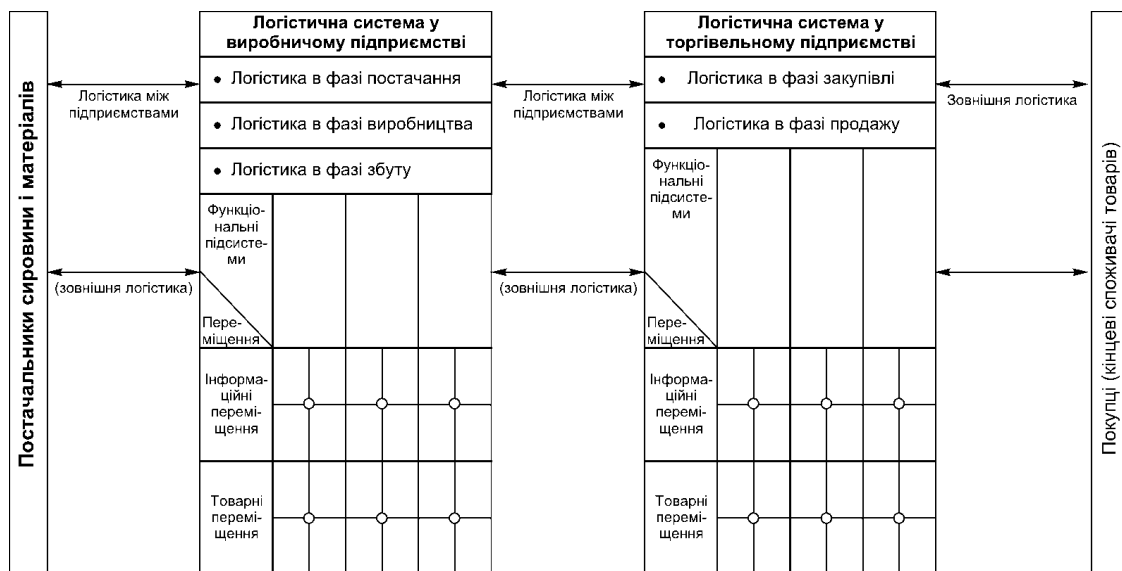 Постачальники сировини і матеріалів
Логістика між
підприємствами
(зовнішня логістика)
Логістична система у
виробничому підприємстві
• Логістика в фазі постачання
• Логістика в фазі виробництва
• Логістика в фазі збуту
Функціо-
нальні
підсисте-
ми
Пере-
міщення
Інформа-
ційні
переміщення
Товарні
перемі-
щення
Логістика між
підприємствами
(зовнішня логістика)
Логістична система у
торгівельному підприємстві
• Логістика в фазі закупівлі
• Логістика в фазі продажу
Функціо-
нальні
підсисте-
ми
Пере-
міщення
Інформа-
ційні
перемі-
щення
Товарні
перемі-
щення
Зовнішня логістика
Покупці (кінцеві споживачі товарів)